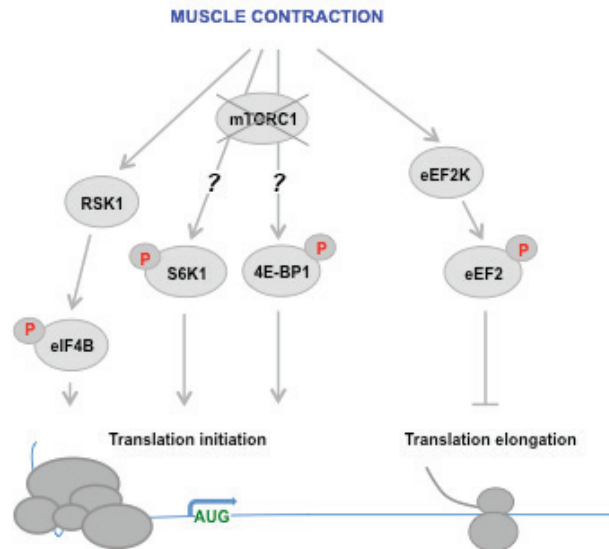 MUSCLE CONTRACTION
mTORC1
? ?
RSK1
eEF2K
P S6K1
4E-BP1 P
eEF2 P
P eIF4B
Translation initiation
Translation elongation
AUG